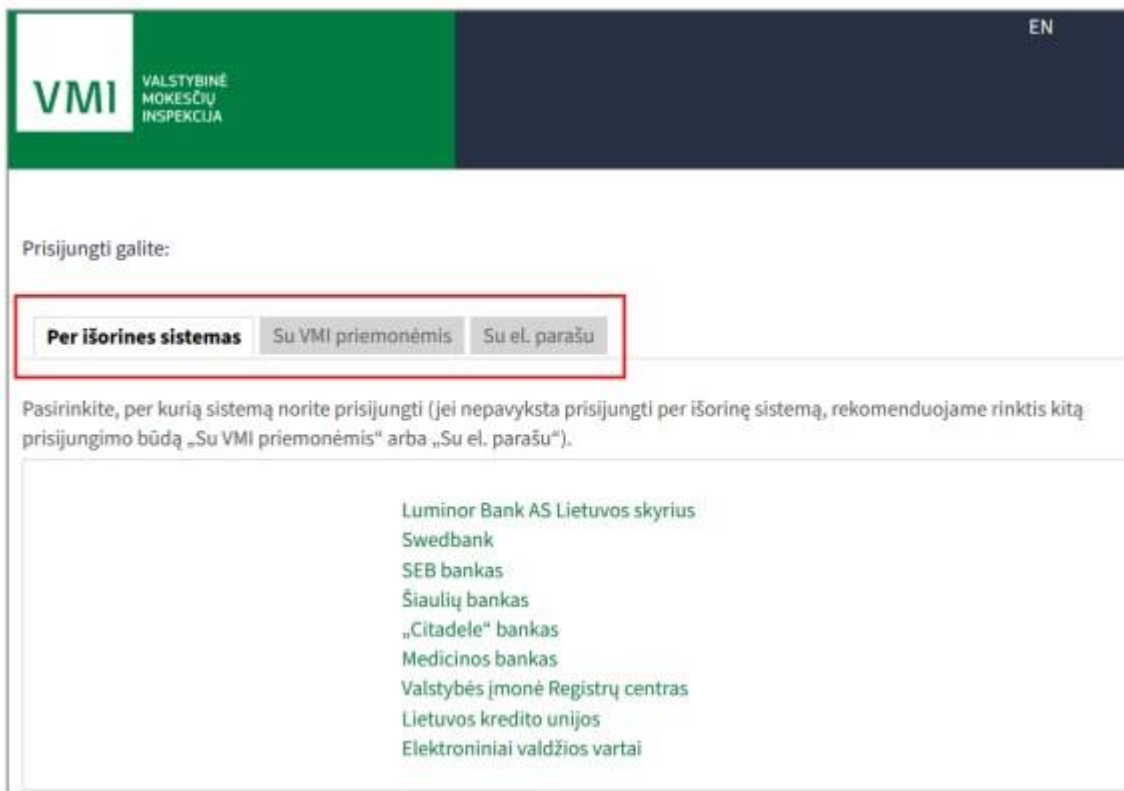 EN
VMI
VALSTYBINĖ
MOKESČIŲ
INSPEKCIJA
Prisijungti galite:
Per išorines sistemas Su VMI priemonėmis Su el. parašu
Pasirinkite, per kurią sistemą norite prisijungti (jei nepavyksta prisijungti per išorinę sistemą, rekomenduojame rinktis kitą
prisijungimo būdą „Su VMI priemonėmis“ arba „Su el. parašu“).
Luminor Bank AS Lietuvos skyrius
Swedbank
SEB bankas
Šiaulių bankas
„Citadele“ bankas
Medicinos bankas
Valstybės įmonė Registrų centras
Lietuvos kredito unijos
Elektroniniai valdžios vartai